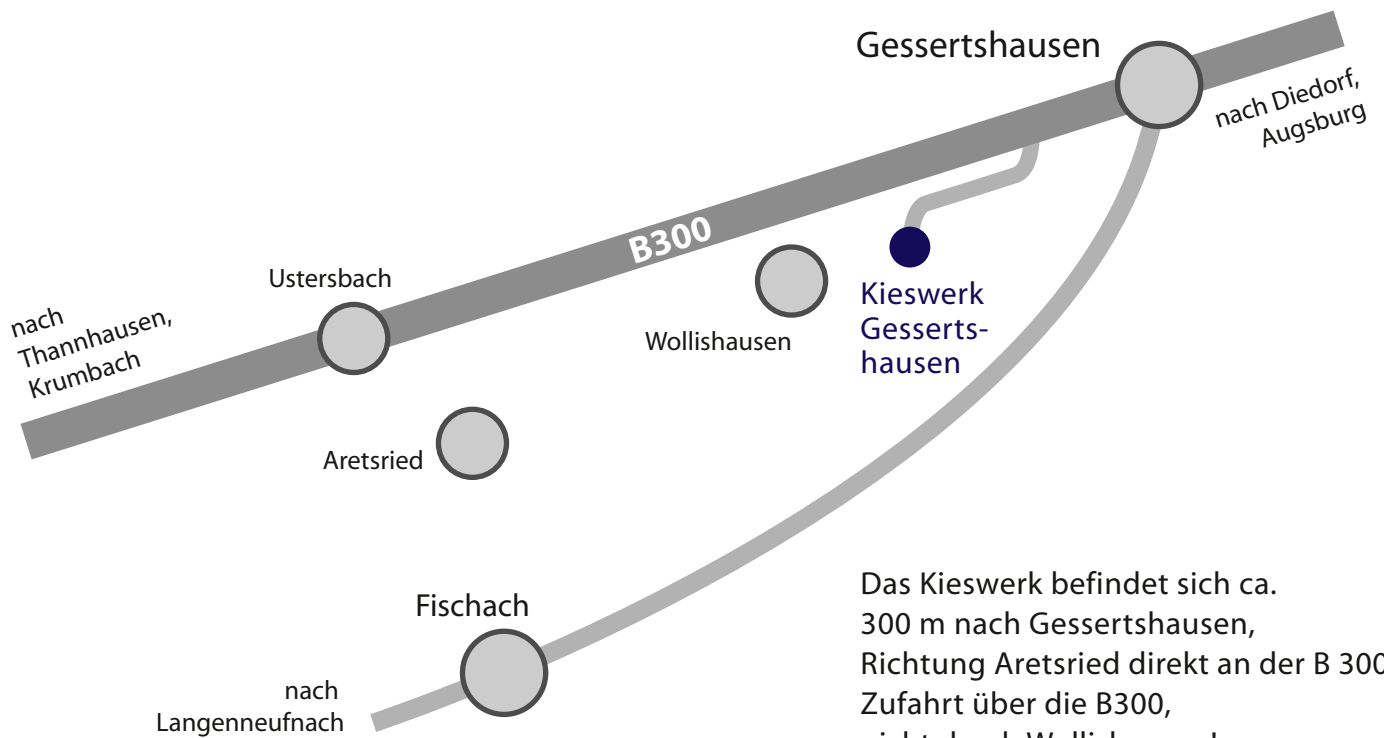 Gessertshausen
nach Diedorf,
Augsburg
B300
Ustersbach
nach
Thannhausen,
Krumbach
Wollishausen
Kieswerk
Gesserts-
hausen
Aretsried
Fischach
nach
Langenneufnach
Das Kieswerk befindet sich ca.
300 m nach Gessertshausen,
Richtung Aretsried direkt an der B 300
Zufahrt über die B300,